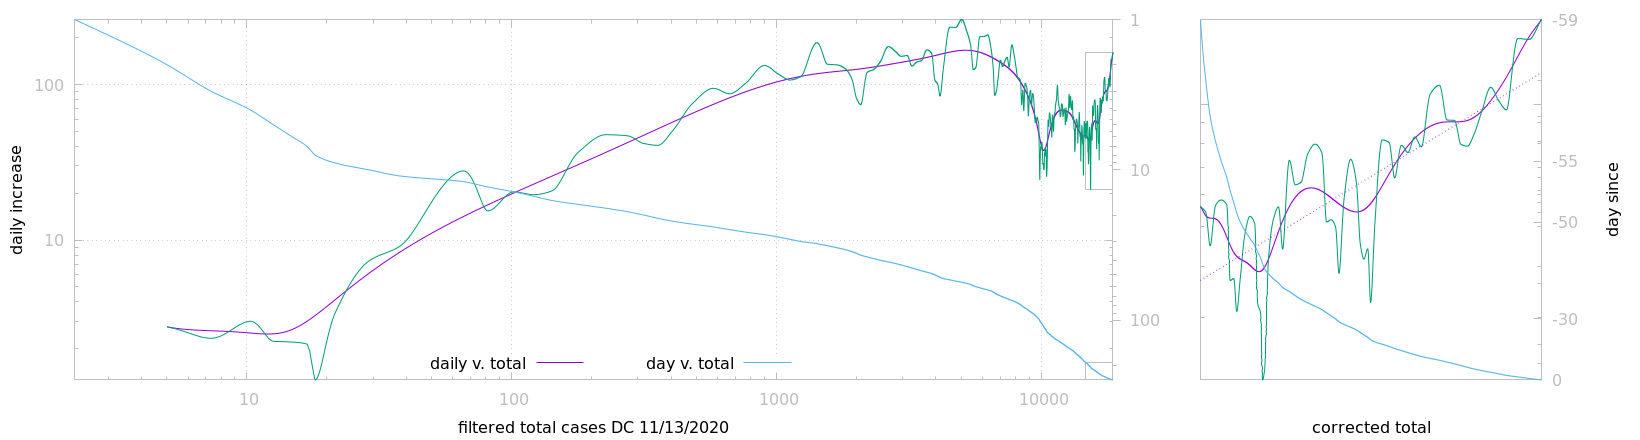 daily increase
100
10
daily v. total
day v. total
10
100
1000
10000
filtered total cases DC 11/13/2020
1
10
100
-59
-55
-50
-30
0
day since
corrected total